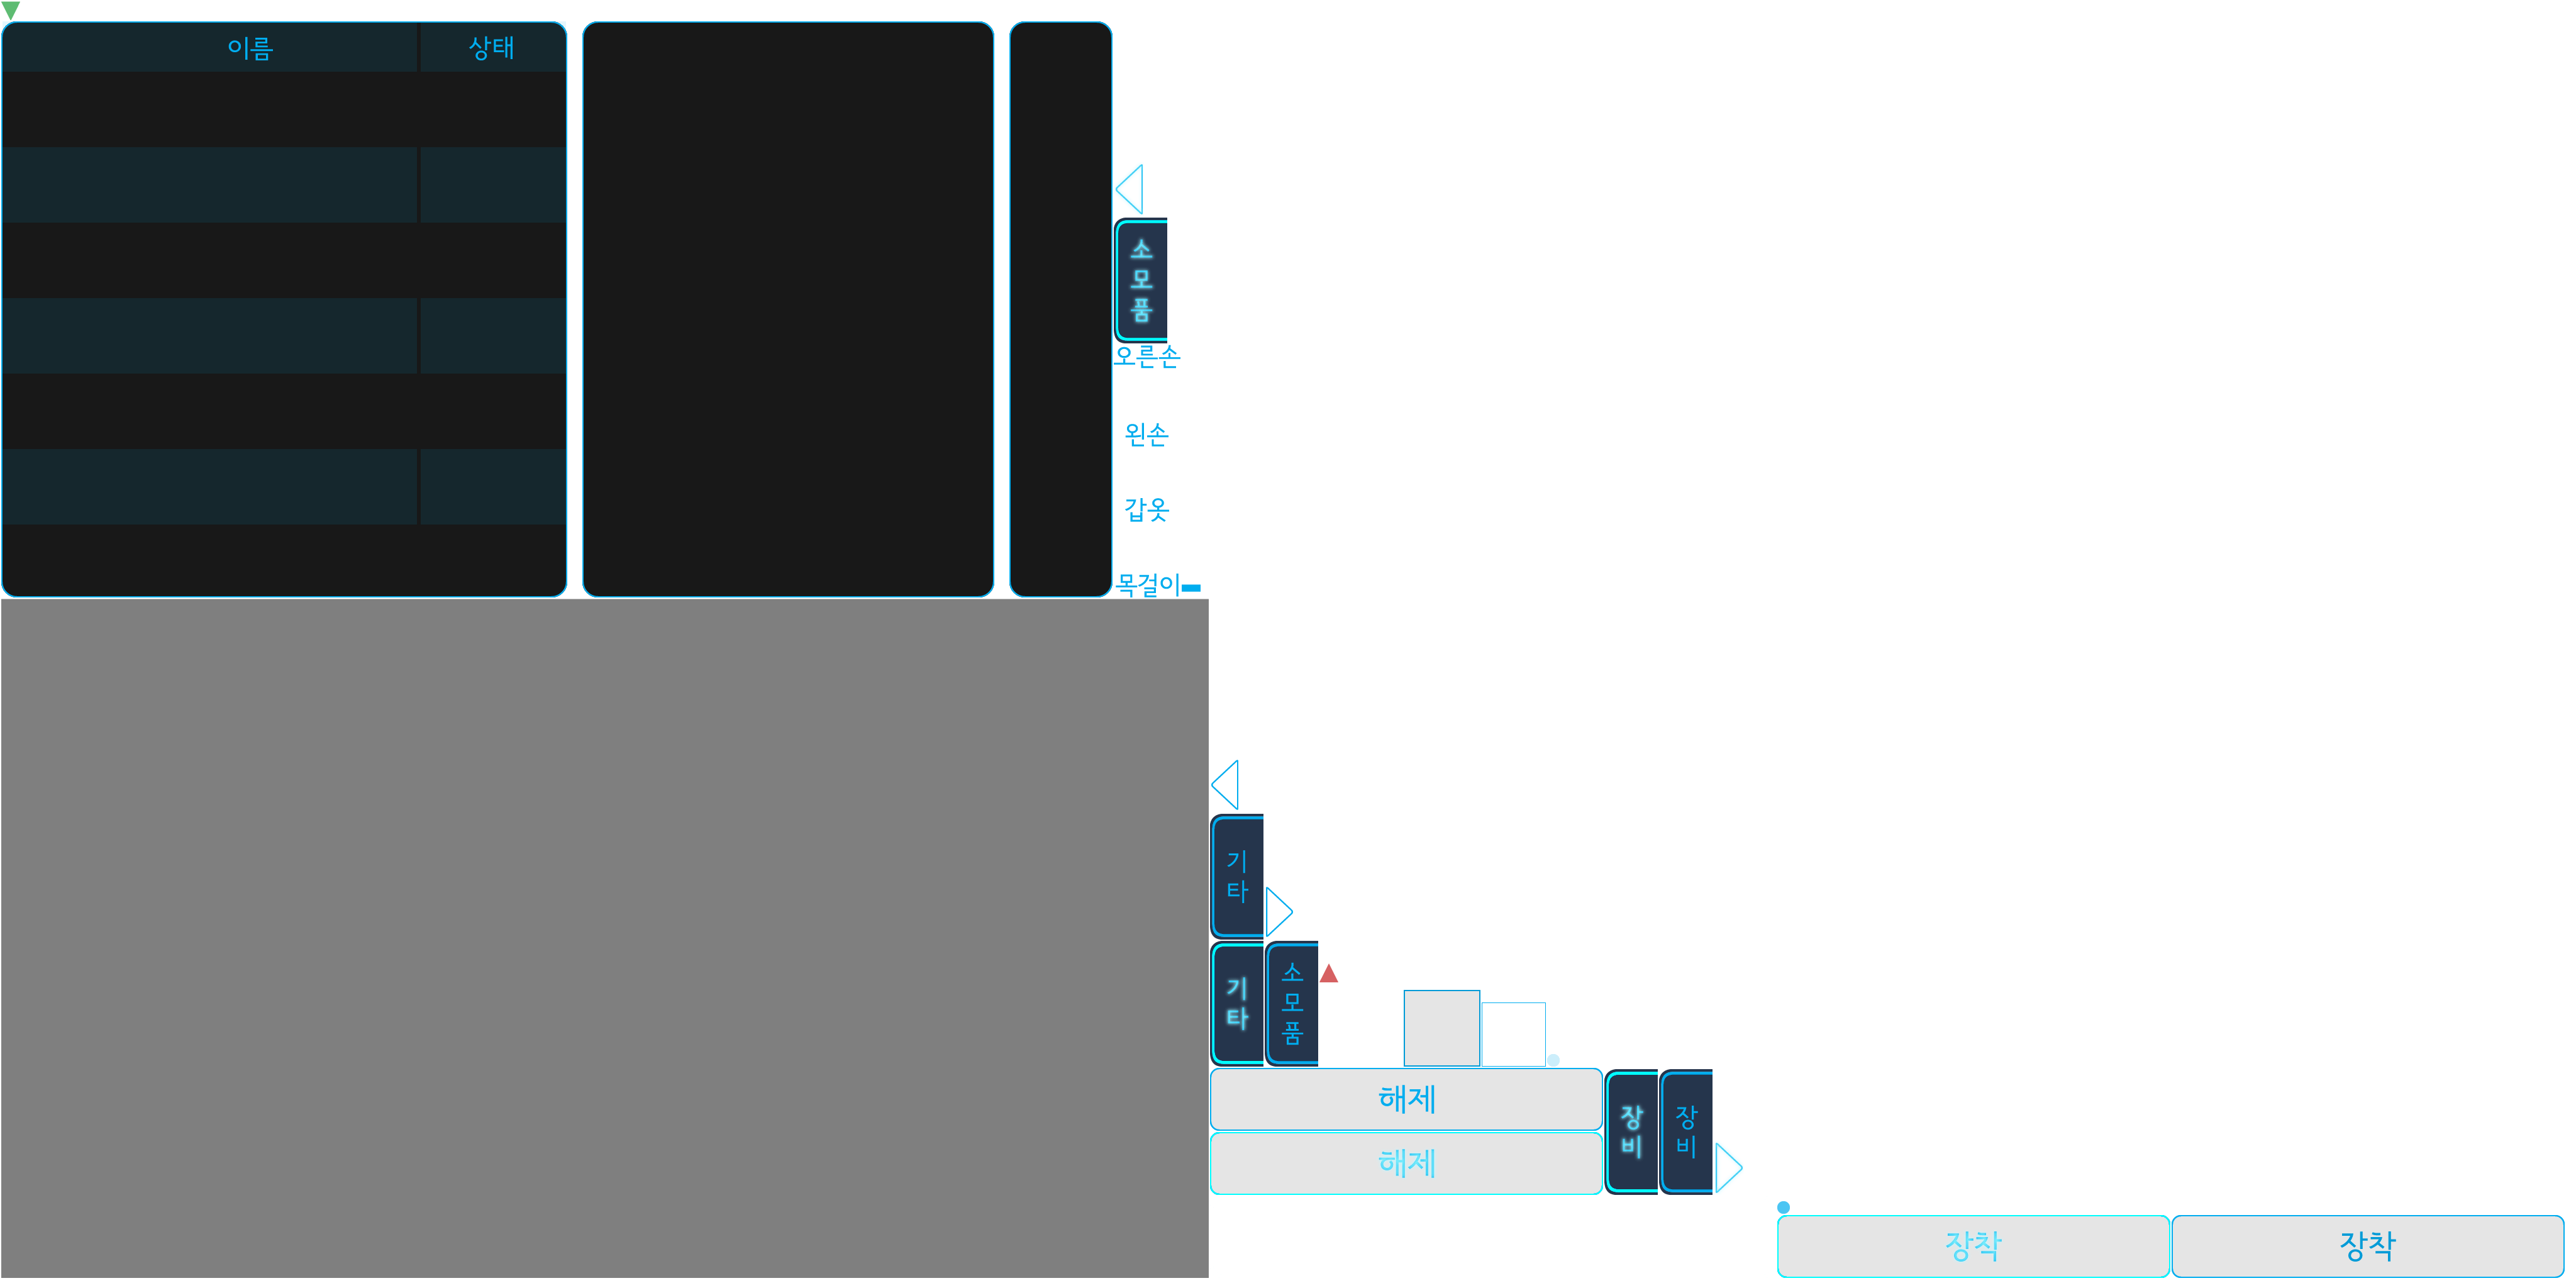 이름
상태
소
모
품
오른손
왼손
갑옷
목걸이
기
타
기
타
소
모
품
해제
해제
장
비
장
비
장착
장착